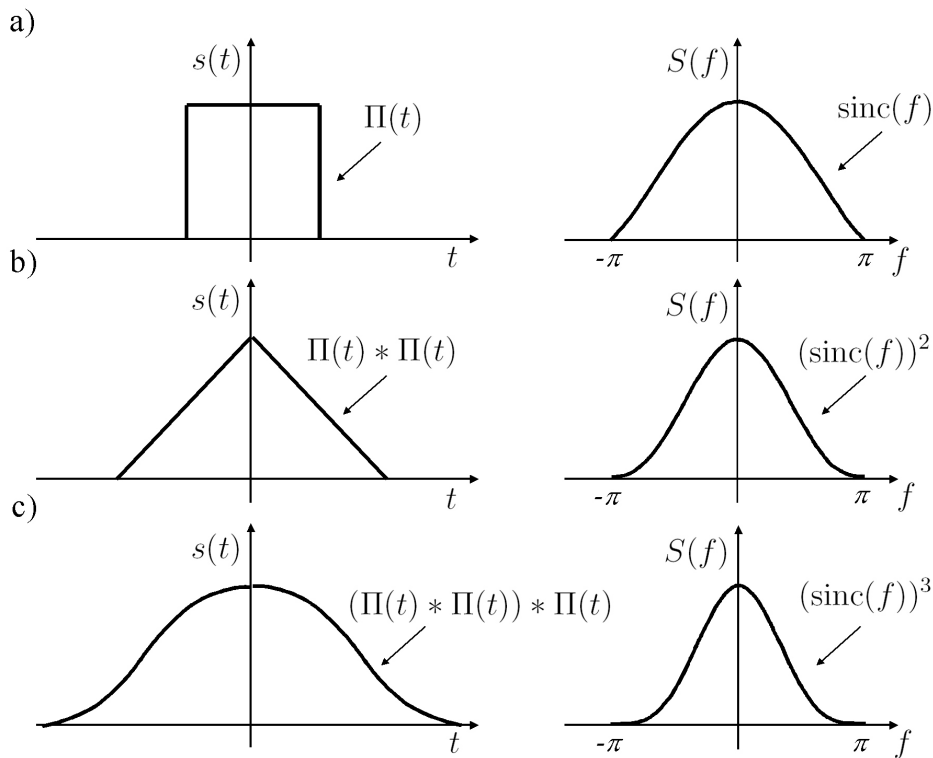 a)
s(t)
Π(t)
t
S(f)
sinc(f)
-π
π
f
b)
s(t)
Π(t) ∗ Π(t)
t
S(f)
(sinc(f))²
-π
π
f
c)
s(t)
(Π(t) ∗ Π(t)) ∗ Π(t)
t
S(f)
(sinc(f))³
-π
π
f